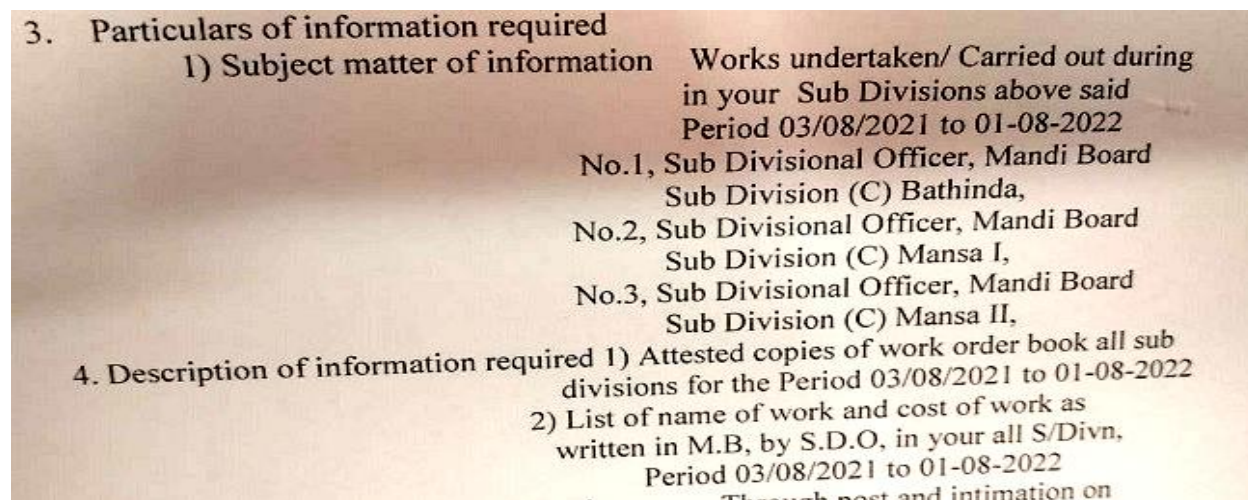 3. Particulars of information required
1) Subject matter of information Works undertaken/ Carried out during
in your Sub Divisions above said
Period 03/08/2021 to 01-08-2022
No.1, Sub Divisional Officer, Mandi Board
Sub Division (C) Bathinda,
No.2, Sub Divisional Officer, Mandi Board
Sub Division (C) Mansa I,
No.3, Sub Divisional Officer, Mandi Board
Sub Division (C) Mansa II,
4. Description of information required 1) Attested copies of work order book all sub
divisions for the Period 03/08/2021 to 01-08-2022
2) List of name of work and cost of work as
written in M.B, by S.D.O, in your all S/Divn,
Period 03/08/2021 to 01-08-2022
Through post and intimation on